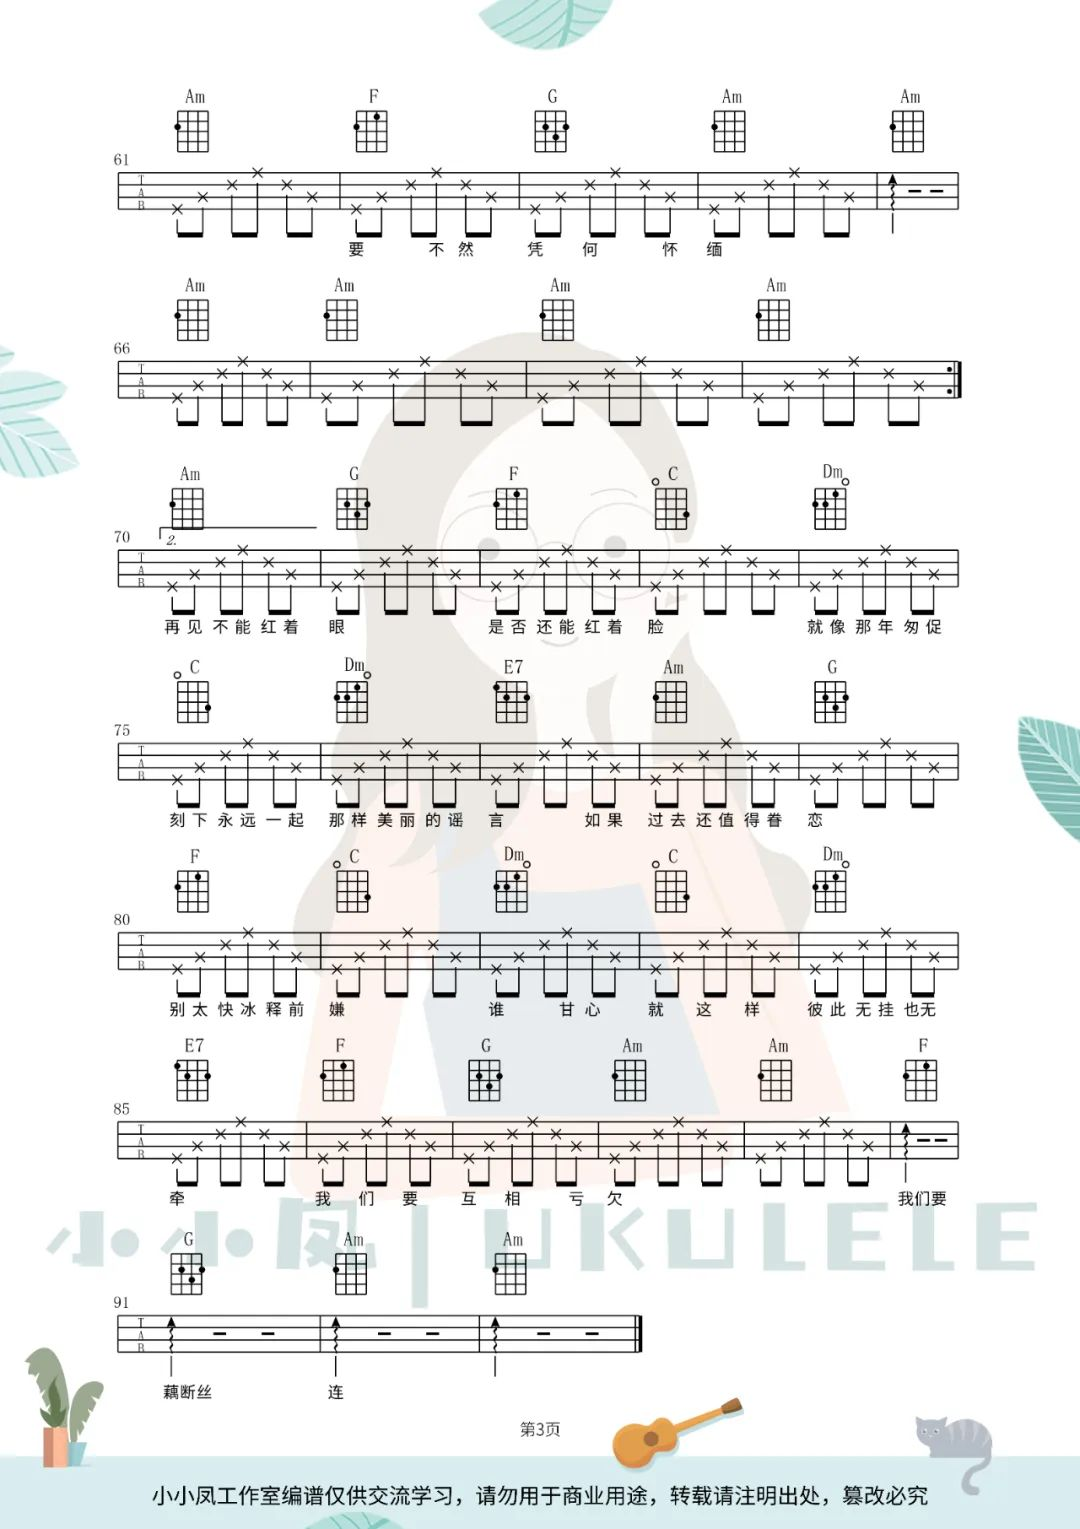 Am F G Am Am
61
T
A
B
要 不 然 凭 何 怀 缅
Am Am Am Am
66
T
A
B
Am G F C Dm
70
2.
T
A
B
再 见 不 能 红 着 眼 是 否 还 能 红 着 脸 就 像 那 年 匆 促
C Dm E7 Am G
75
T
A
B
刻 下 永 远 一 起 那 样 美 丽 的 谣 言 如 果 过 去 还 值 得 眷 恋
F C Dm C Dm
80
T
A
B
别 太 快 冰 释 前 嫌 谁 甘 心 就 这 样 彼 此 无 挂 也 无
E7 F G Am Am F
85
T
A
B
牵 我 们 要 互 相 亏 欠 我们要
小小凤 | UKULELE
G Am Am
91
T
A
B
藕断丝 连
第3页
小小凤工作室编谱仅供交流学习，请勿用于商业用途，转载请注明出处，篡改必究